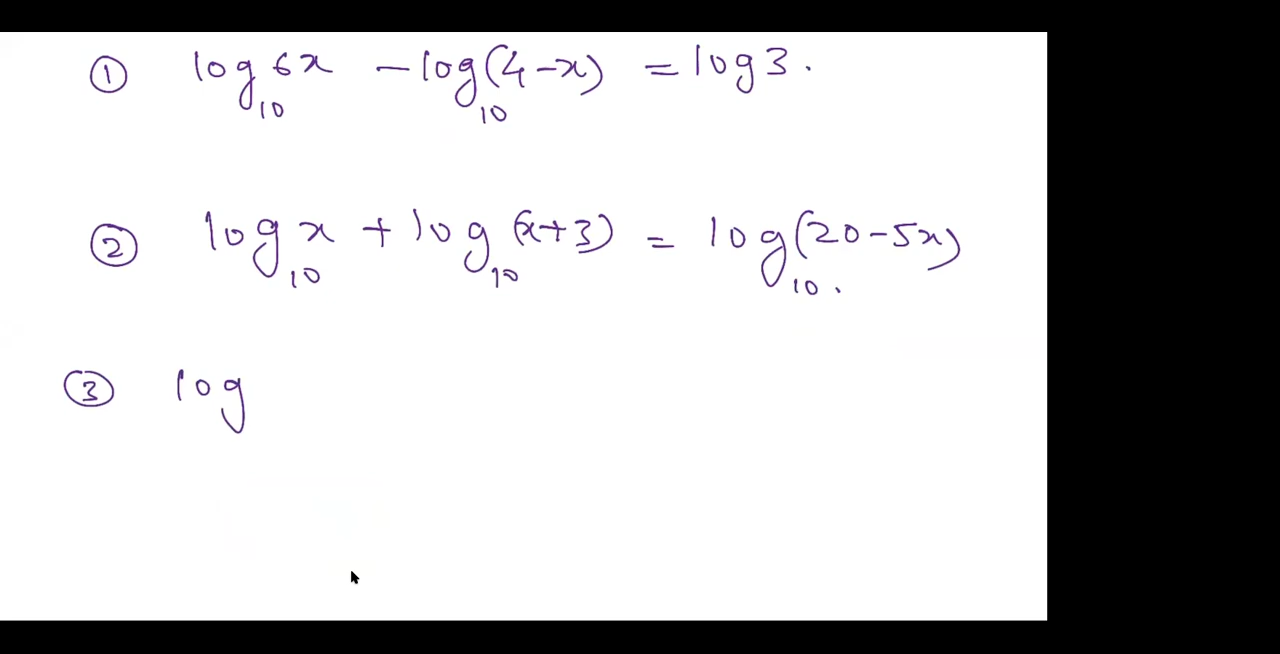 ① log₁₀ 6x - log₁₀ (4-x) = log 3.
② log₁₀ x + log₁₀ (x+3) = log₁₀ (20-5x).
③ log